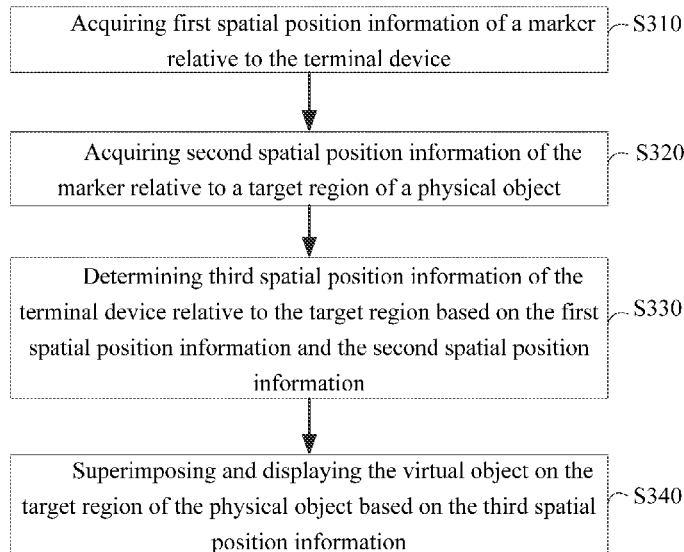 Acquiring first spatial position information of a marker
relative to the terminal device
S310
Acquiring second spatial position information of the
marker relative to a target region of a physical object
S320
Determining third spatial position information of the
terminal device relative to the target region based on the first
spatial position information and the second spatial position
information
S330
Superimposing and displaying the virtual object on the
target region of the physical object based on the third spatial
position information
S340